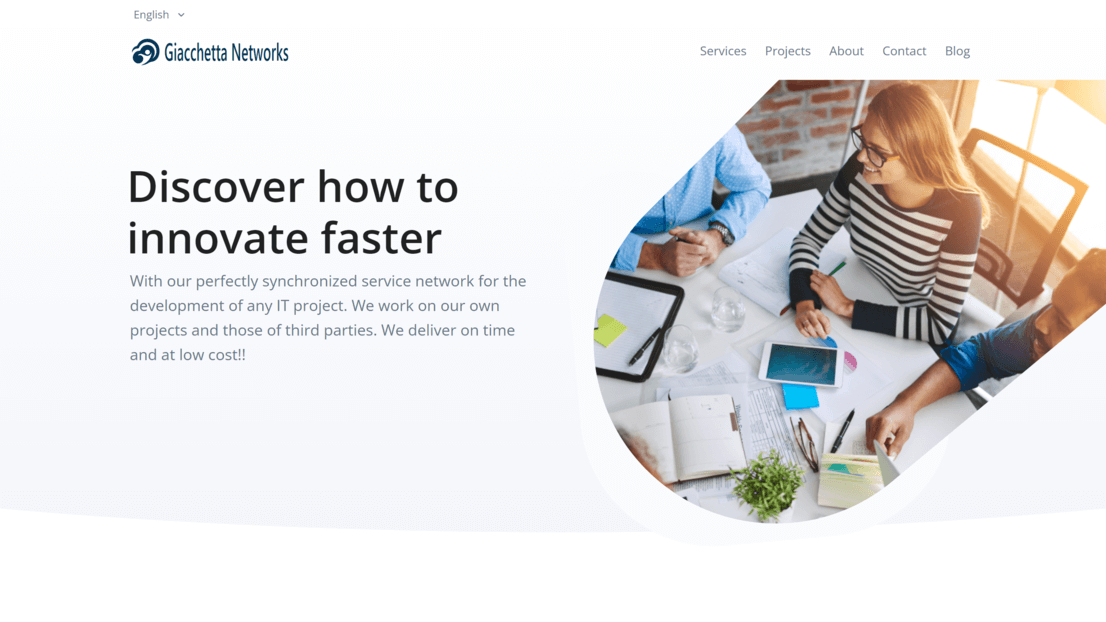 English
Giacchetta Networks
Services
Projects
About
Contact
Blog
Discover how to
innovate faster
With our perfectly synchronized service network for the
development of any IT project. We work on our own
projects and those of third parties. We deliver on time
and at low cost!!